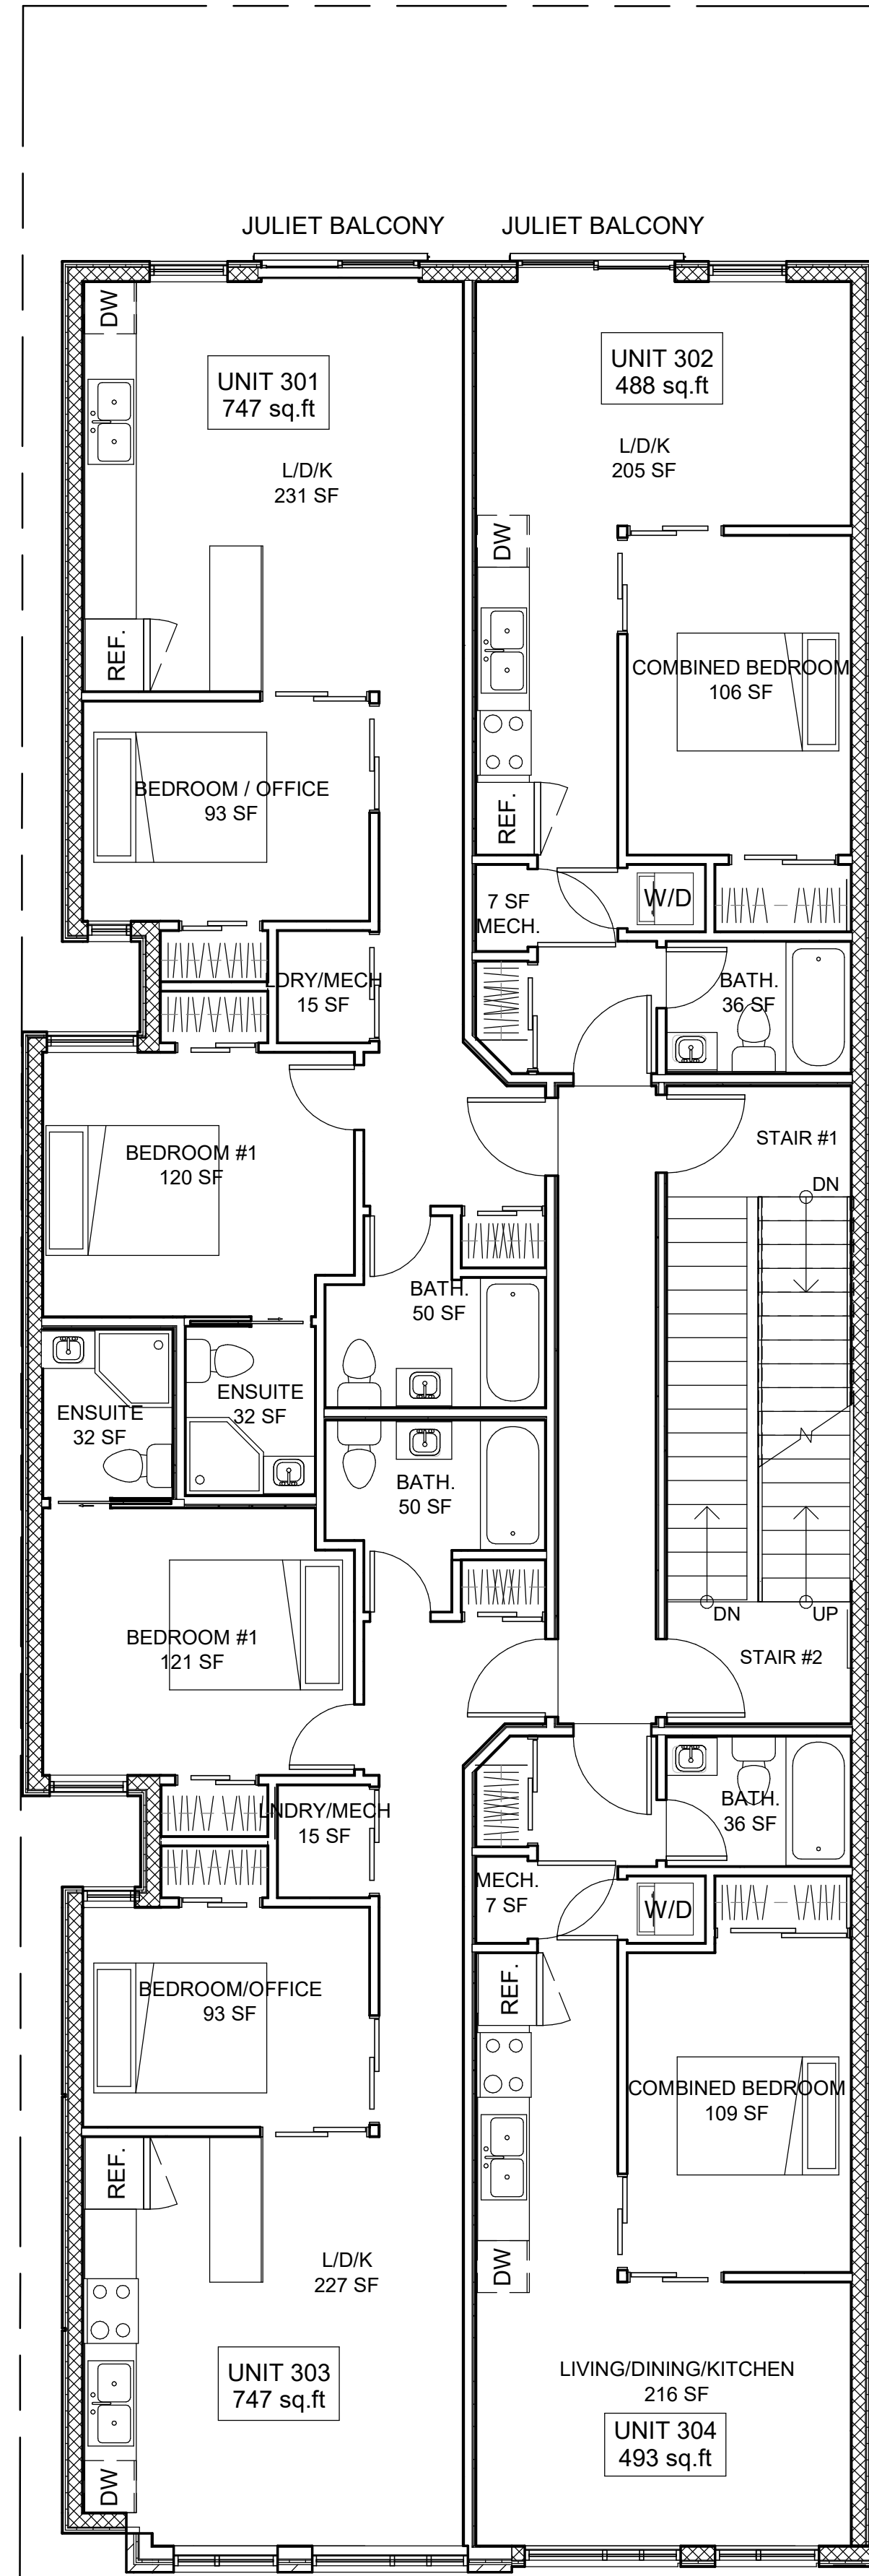 JULIET BALCONY
JULIET BALCONY
DW
UNIT 301
747 sq.ft
L/D/K
231 SF
REF.
UNIT 302
488 sq.ft
L/D/K
205 SF
DW
COMBINED BEDROOM
106 SF
REF.
BEDROOM / OFFICE
93 SF
7 SF
MECH.
W/D
LDRY/MECH
15 SF
BATH.
36 SF
BEDROOM #1
120 SF
STAIR #1
DN
BATH.
50 SF
ENSUITE
32 SF
ENSUITE
32 SF
BATH.
50 SF
DN
UP
BEDROOM #1
121 SF
STAIR #2
LNDRY/MECH
15 SF
BATH.
36 SF
MECH.
7 SF
W/D
REF.
BEDROOM/OFFICE
93 SF
COMBINED BEDROOM
109 SF
REF.
DW
L/D/K
227 SF
UNIT 303
747 sq.ft
DW
LIVING/DINING/KITCHEN
216 SF
UNIT 304
493 sq.ft